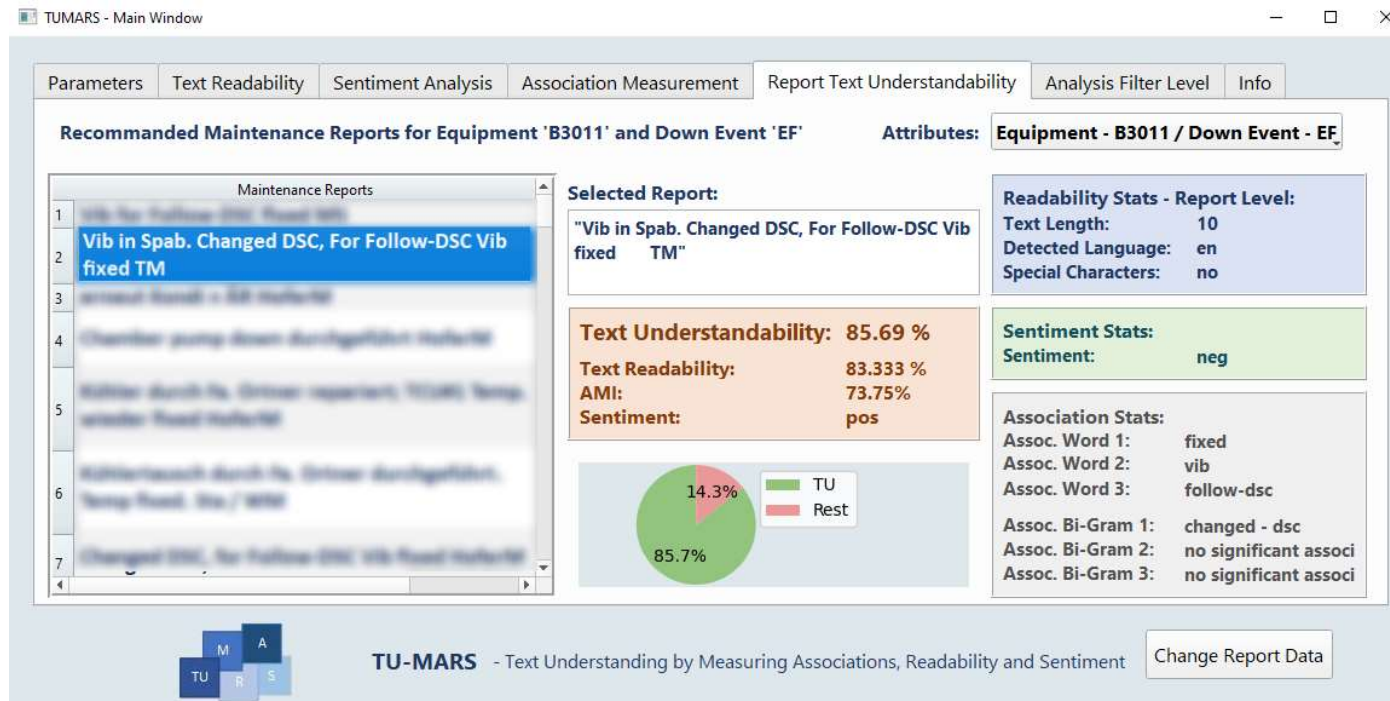 TUMARS - Main Window
Parameters
Text Readability
Sentiment Analysis
Association Measurement
Report Text Understandability
Analysis Filter Level
Info
Recommanded Maintenance Reports for Equipment 'B3011' and Down Event 'EF'
Attributes:
Equipment - B3011 / Down Event - EF
Maintenance Reports
1
2
Vib in Spab. Changed DSC, For Follow-DSC Vib
fixed TM
3
4
5
6
7
Selected Report:
"Vib in Spab. Changed DSC, For Follow-DSC Vib
fixed TM"
Text Understandability: 85.69 %
Text Readability: 83.333 %
AMI: 73.75%
Sentiment: pos
14.3%
85.7%
TU
Rest
Readability Stats - Report Level:
Text Length: 10
Detected Language: en
Special Characters: no
Sentiment Stats:
Sentiment: neg
Association Stats:
Assoc. Word 1: fixed
Assoc. Word 2: vib
Assoc. Word 3: follow-dsc
Assoc. Bi-Gram 1: changed - dsc
Assoc. Bi-Gram 2: no significant associ
Assoc. Bi-Gram 3: no significant associ
M
A
TU
R
S
TU-MARS - Text Understanding by Measuring Associations, Readability and Sentiment
Change Report Data